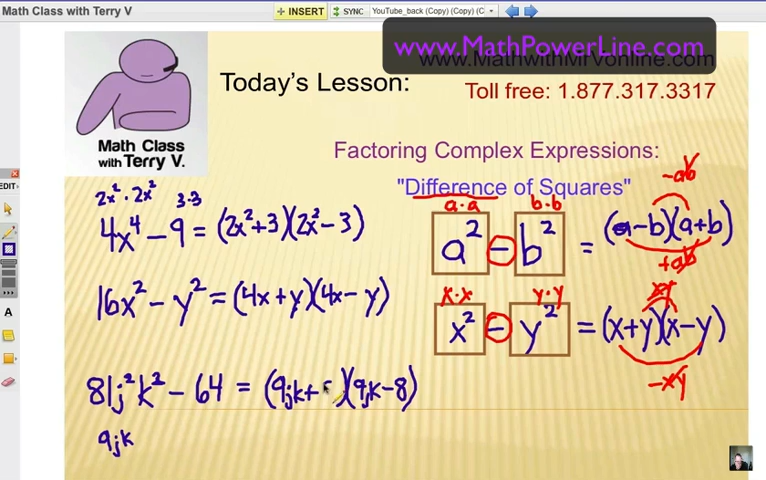 Math Class with Terry V
INSERT
SYNC
YouTube_back (Copy) (Copy) (C
www.MathPowerLine.com
www.MathwithMrVonline.com
Today's Lesson:
Toll free: 1.877.317.3317
Math Class
with Terry V.
Factoring Complex Expressions:
"Difference of Squares"
-ab
2x²·2x² 3·3
4x⁴ - 9 = (2x²+3)(2x²-3)
a·a b·b
a² - b² = (a-b)(a+b)
+ab
16x² - y² = (4x+y)(4x-y)
x·x y·y xy
x² - y² = (x+y)(x-y)
-xy
81j²k² - 64 = (9jk+ )(9jk-8)
9jk
EDIT
A